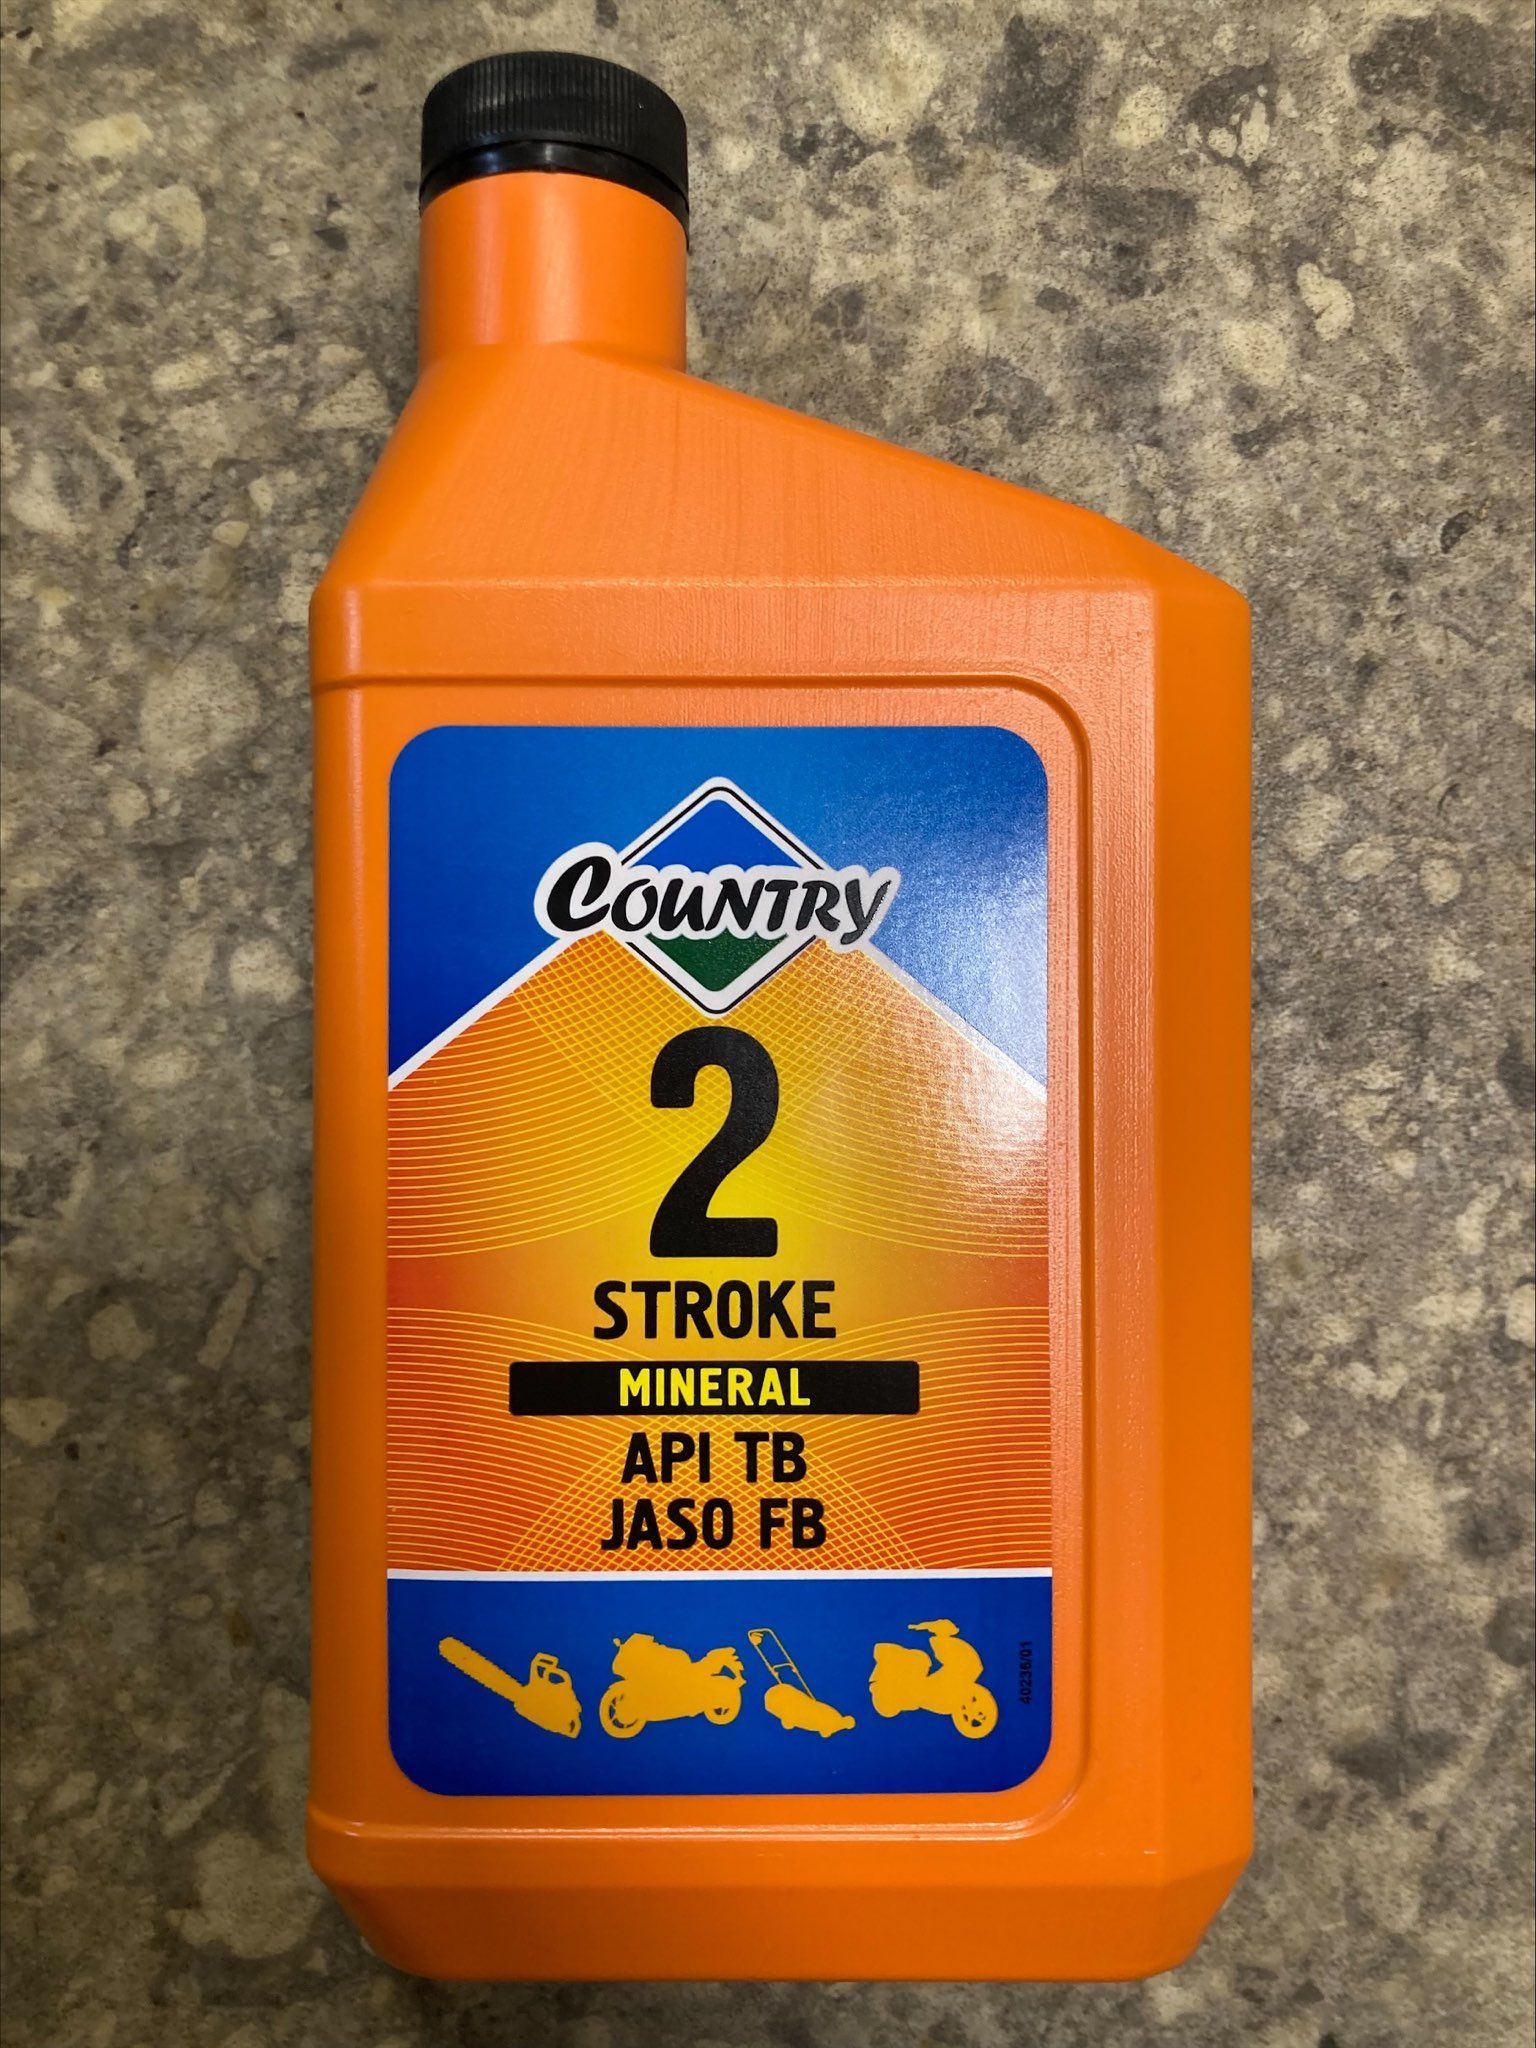 COUNTRY
2
STROKE
MINERAL
API TB
JASO FB
40236/01